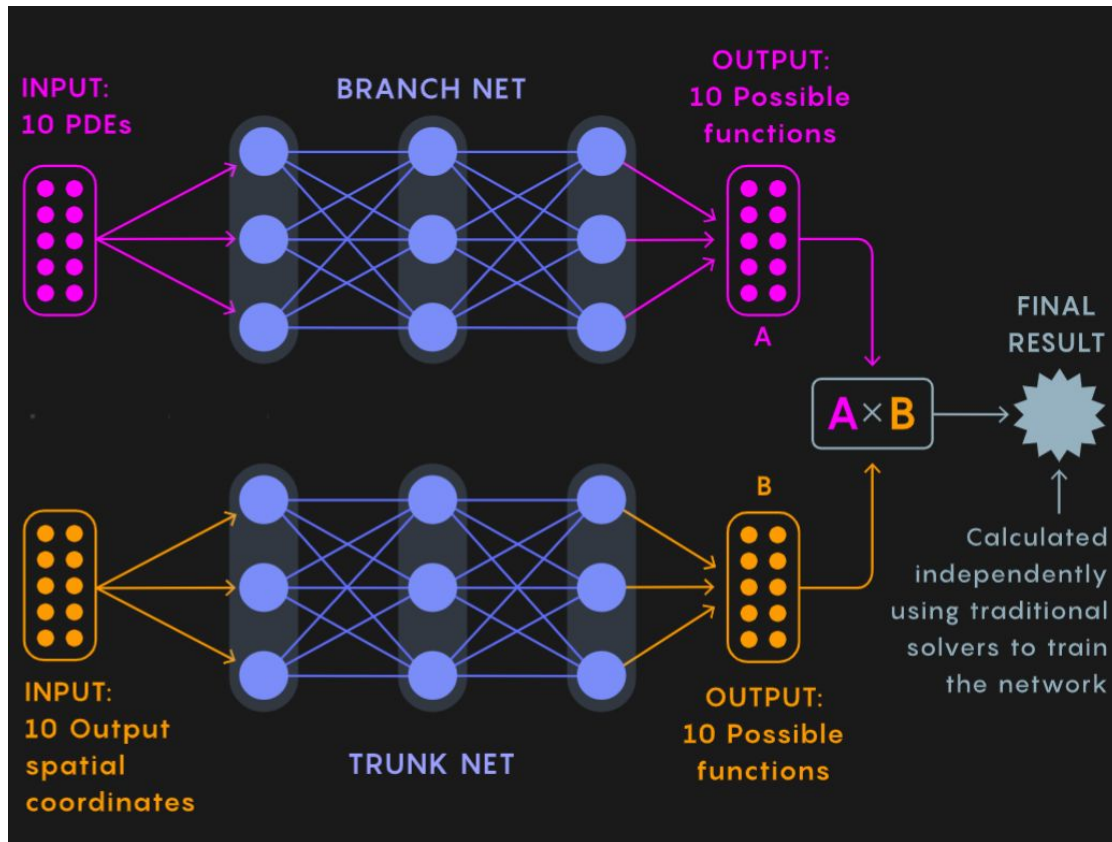 INPUT:
10 PDEs
BRANCH NET
OUTPUT:
10 Possible
functions
A
FINAL
RESULT
A×B
B
Calculated
independently
using traditional
solvers to train
the network
INPUT:
10 Output
spatial
coordinates
TRUNK NET
OUTPUT:
10 Possible
functions